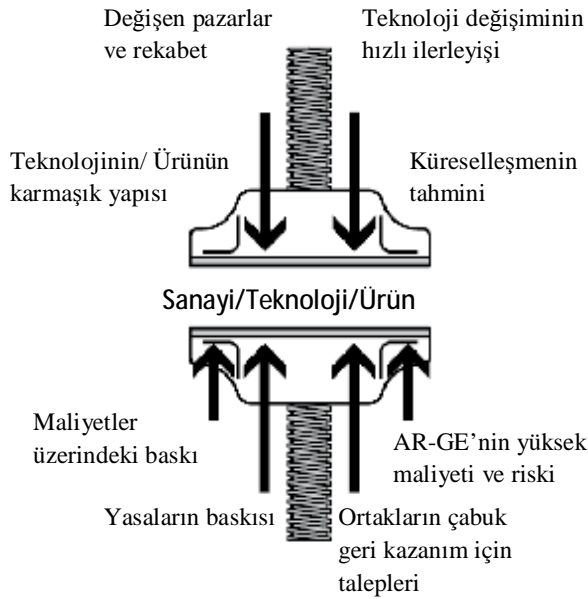 Değişen pazarlar
ve rekabet
Teknoloji değişiminin
hızlı ilerleyişi
Teknolojinin/ Ürünün
karmaşık yapısı
Küreselleşmenin
tahmini
Sanayi/Teknoloji/Ürün
Maliyetler
üzerindeki baskı
AR-GE’nin yüksek
maliyeti ve riski
Yasaların baskısı
Ortakların çabuk
geri kazanım için
talepleri